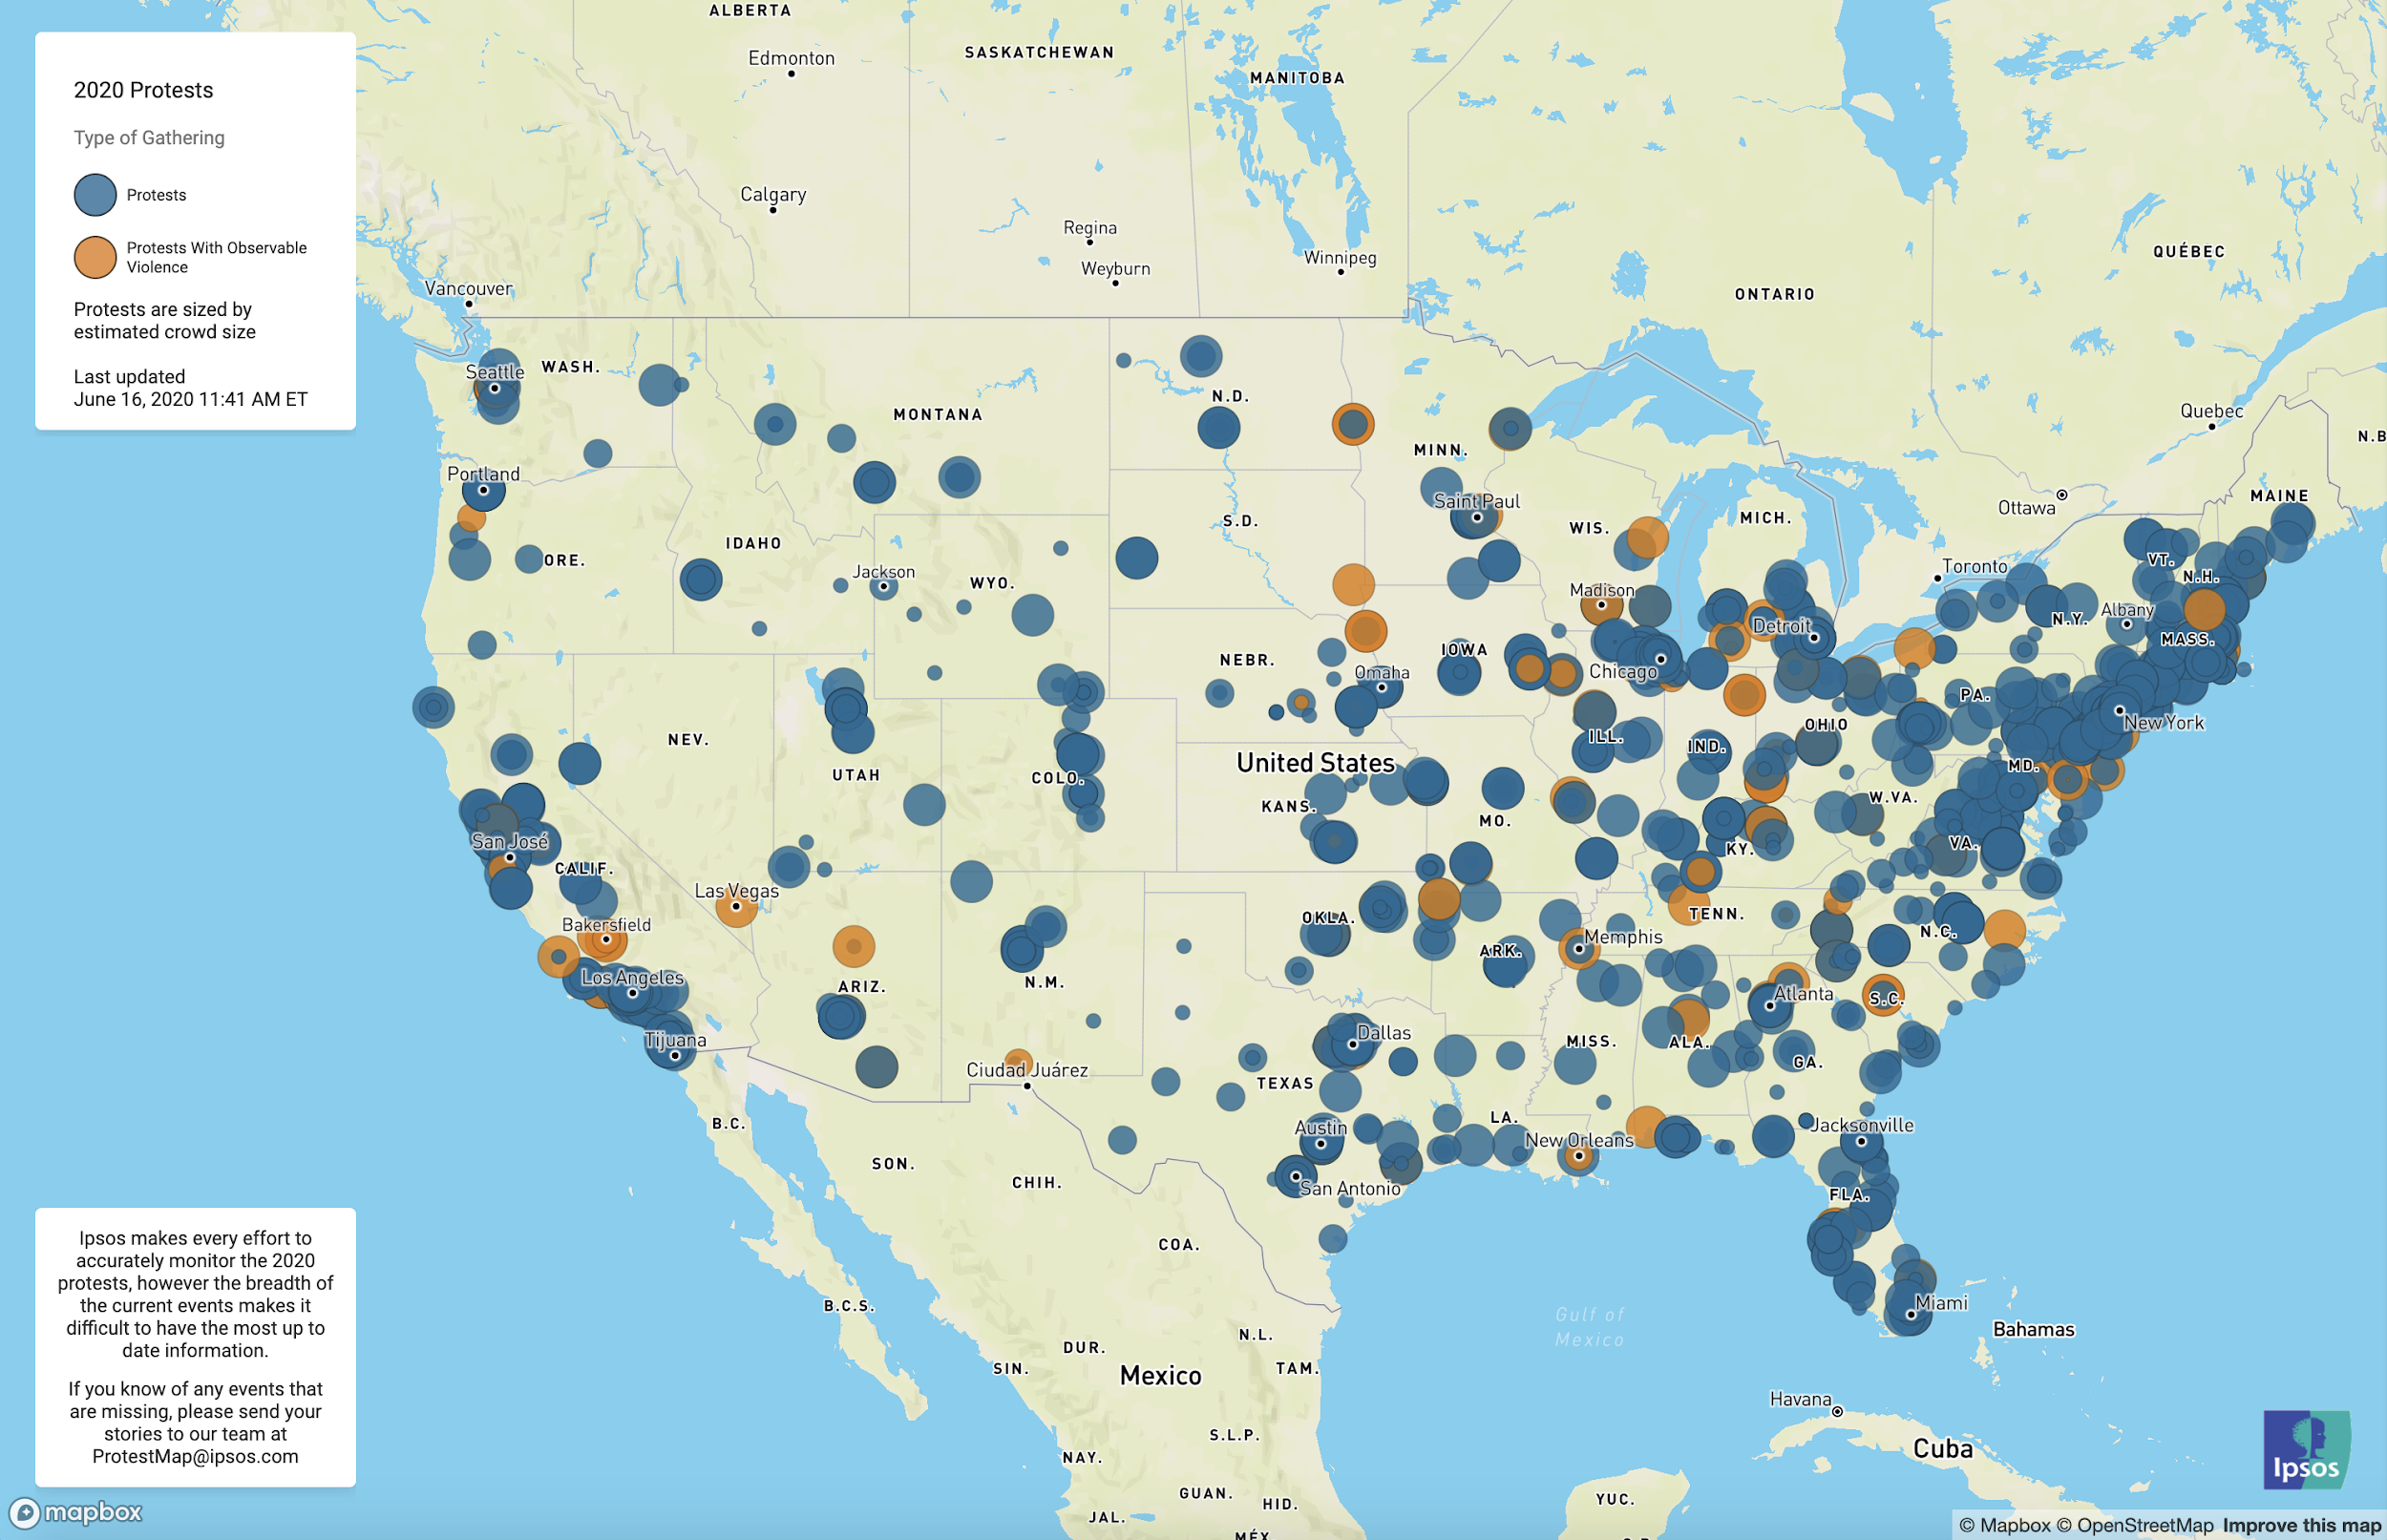 2020 Protests
Type of Gathering
Protests
Protests With Observable
Violence
Protests are sized by
estimated crowd size
Last updated
June 16, 2020 11:41 AM ET
ALBERTA
Edmonton
SASKATCHEWAN
MANITOBA
Calgary
Regina
Weyburn
Winnipeg
Vancouver
ONTARIO
QUÉBEC
Quebec
N.B
Seattle
WASH.
MONTANA
N.D.
MINN.
Portland
Saint Paul
S.D.
WIS.
MICH.
Ottawa
MAINE
ORE.
IDAHO
Jackson
WYO.
Madison
Toronto
VT.
N.H.
Detroit
N.Y.
Albany
MASS.
NEBR.
Omaha
IOWA
Chicago
PA.
New York
NEV.
UTAH
COLO.
United States
ILL.
IND.
OHIO
MD.
KANS.
MO.
W.VA.
San José
CALIF.
KY.
VA.
Las Vegas
Bakersfield
OKLA.
TENN.
N.C.
Memphis
ARK.
Los Angeles
ARIZ.
N.M.
Atlanta
S.C.
Tijuana
Dallas
MISS.
ALA.
GA.
Ciudad Juárez
TEXAS
B.C.
LA.
Austin
New Orleans
Jacksonville
SON.
CHIH.
San Antonio
FLA.
COA.
B.C.S.
Gulf of
Mexico
Miami
Bahamas
N.L.
DUR.
SIN.
Mexico
TAM.
Havana
S.L.P.
Cuba
NAY.
GUAN.
HID.
YUC.
JAL.
MÉX.
Ipsos makes every effort to
accurately monitor the 2020
protests, however the breadth of
the current events makes it
difficult to have the most up to
date information.
If you know of any events that
are missing, please send your
stories to our team at
ProtestMap@ipsos.com
mapbox
Ipsos
© Mapbox © OpenStreetMap Improve this map